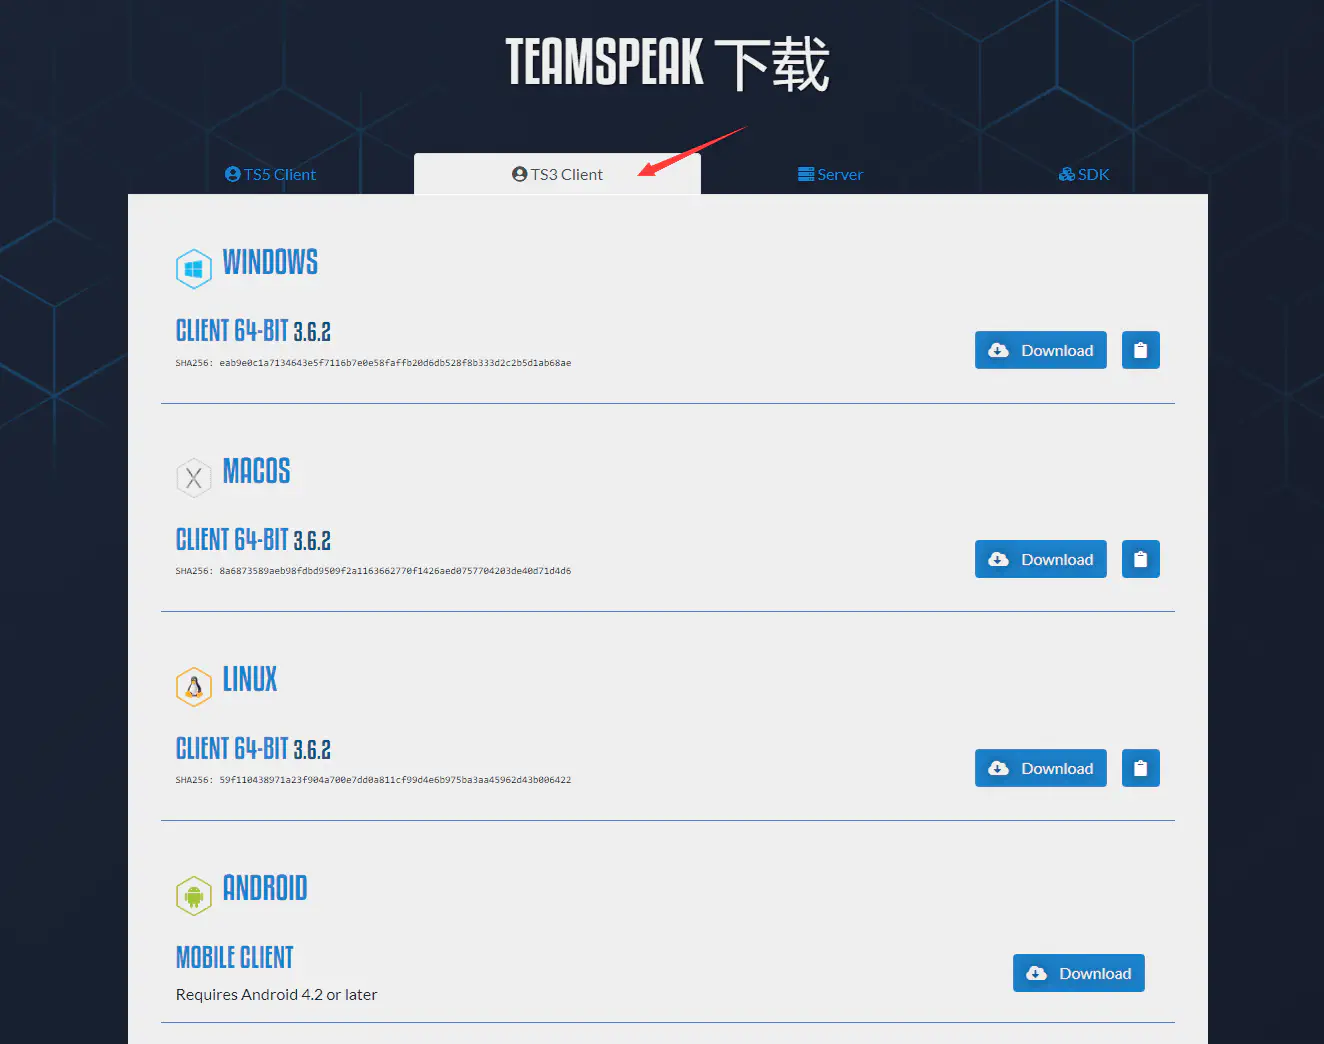 TEAMSPEAK 下载
TS5 Client
TS3 Client
Server
SDK
WINDOWS
CLIENT 64-BIT 3.6.2
SHA256: eab9e0c1a7134643e5f7116b7e0e58faffb20d6db528f8b333d2c2b5d1ab68ae
Download
MACOS
CLIENT 64-BIT 3.6.2
SHA256: 8a6873589aeb98fdbd9509f2a1163662770f1426aed0757704203de40d71d4d6
Download
LINUX
CLIENT 64-BIT 3.6.2
SHA256: 59f110438971a23f904a700e7dd0a811cf99d4e6b975ba3aa45962d43b006422
Download
ANDROID
MOBILE CLIENT
Requires Android 4.2 or later
Download